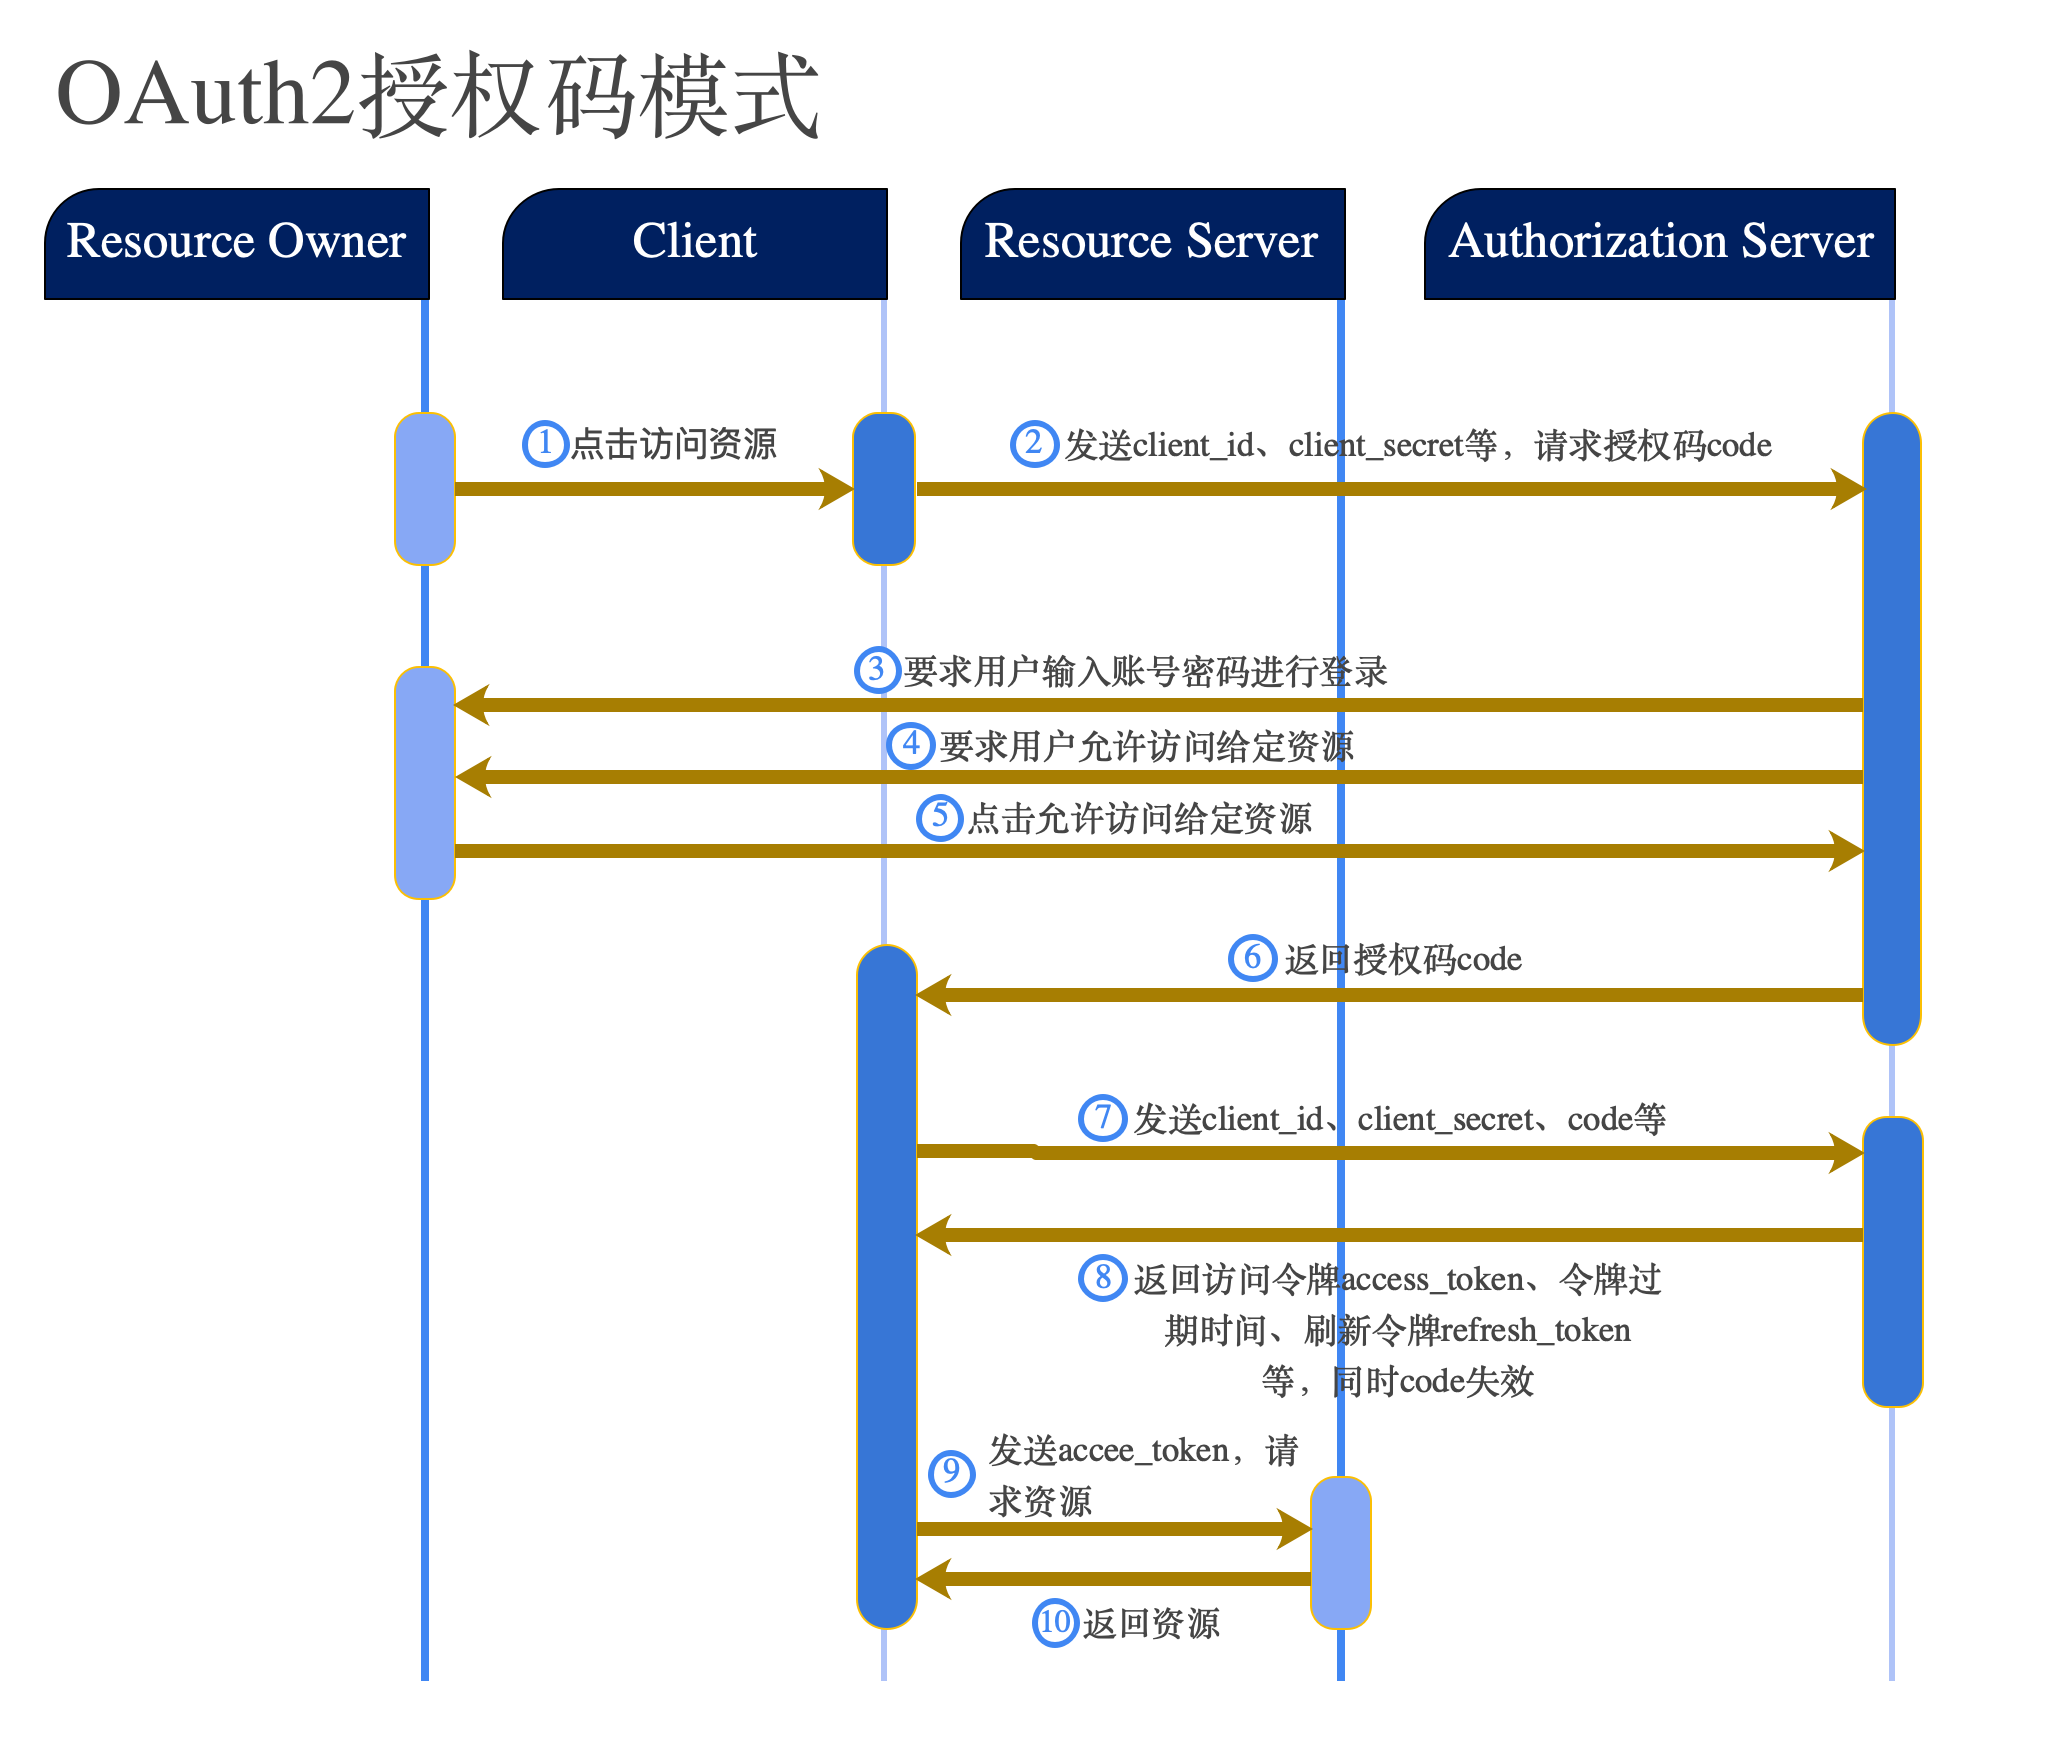 OAuth2授权码模式
Resource Owner
Client
Resource Server
Authorization Server
1 点击访问资源
2 发送client_id、client_secret等，请求授权码code
3 要求用户输入账号密码进行登录
4 要求用户允许访问给定资源
5 点击允许访问给定资源
6 返回授权码code
7 发送client_id、client_secret、code等
8 返回访问令牌access_token、令牌过
期时间、刷新令牌refresh_token
等，同时code失效
9 发送accee_token，请
求资源
10 返回资源